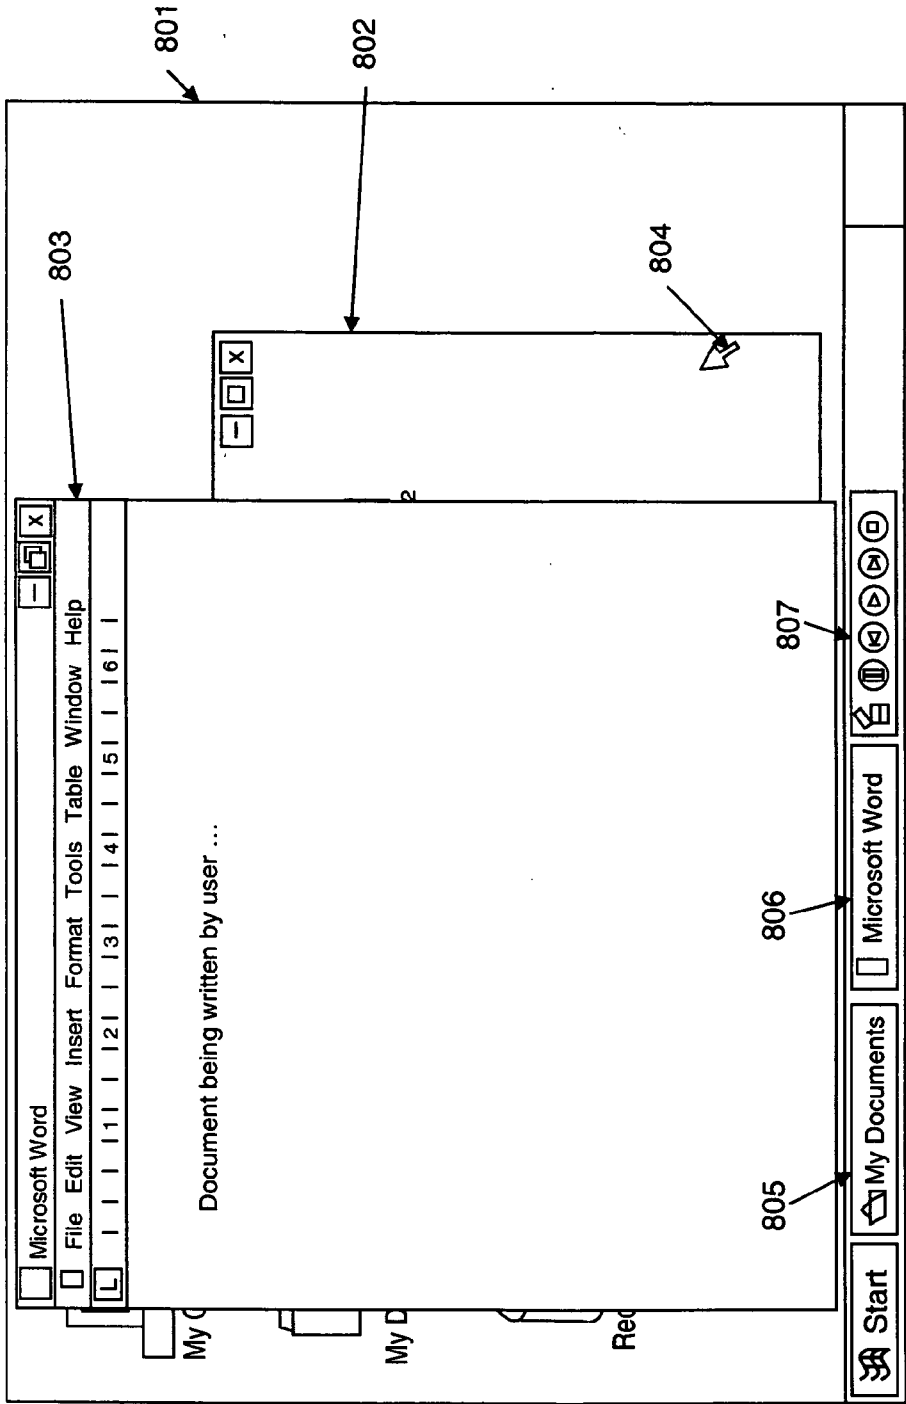 801
802
803
Microsoft Word
File Edit View Insert Format Tools Table Window Help
L 1 2 3 4 5 6
Document being written by user ...
My C
My D
Rec
2
804
805
806
807
Start
My Documents
Microsoft Word